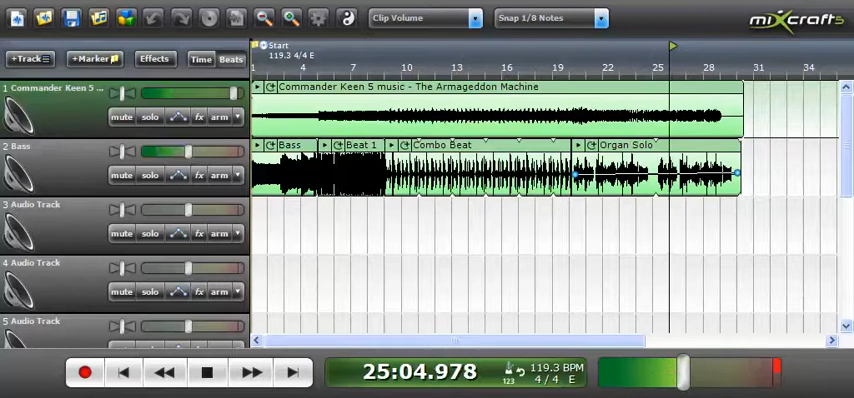 Clip Volume
Snap 1/8 Notes
mixcraft5
+Track
+Marker
Effects
Time
Beats
Start
119.3 4/4 E
1 4 7 10 13 16 19 22 25 28 31 34
1 Commander Keen 5 ...
mute solo fx arm
Commander Keen 5 music - The Armageddon Machine
2 Bass
mute solo fx arm
Bass
Beat 1
Combo Beat
Organ Solo
3 Audio Track
mute solo fx arm
4 Audio Track
mute solo fx arm
5 Audio Track
mute solo fx arm
25:04.978
123
119.3 BPM
4 / 4 E